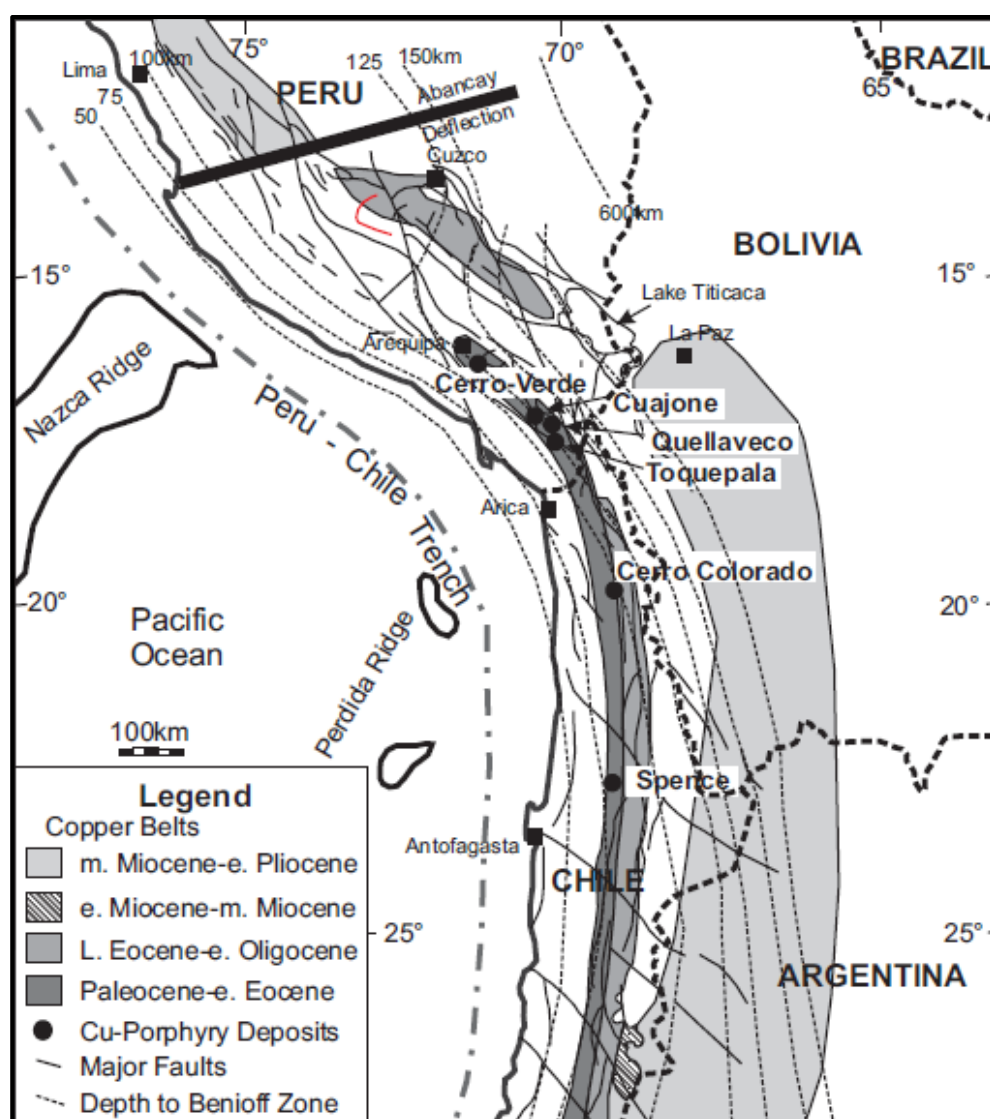 75°
70°
65
BRAZIL
Lima
100km
125
150km
75
50
PERU
Abancay
Deflection
Cuzco
600km
BOLIVIA
15°
15°
Lake Titicaca
La Paz
Nazca Ridge
Arequipa
Cerro-Verde
Cuajone
Quellaveco
Toquepala
Peru - Chile Trench
Arica
Cerro Colorado
20°
20°
Pacific
Ocean
Perdida Ridge
100km
Spence
Antofagasta
CHILE
25°
25°
ARGENTINA
Legend
Copper Belts
m. Miocene-e. Pliocene
e. Miocene-m. Miocene
L. Eocene-e. Oligocene
Paleocene-e. Eocene
Cu-Porphyry Deposits
Major Faults
Depth to Benioff Zone